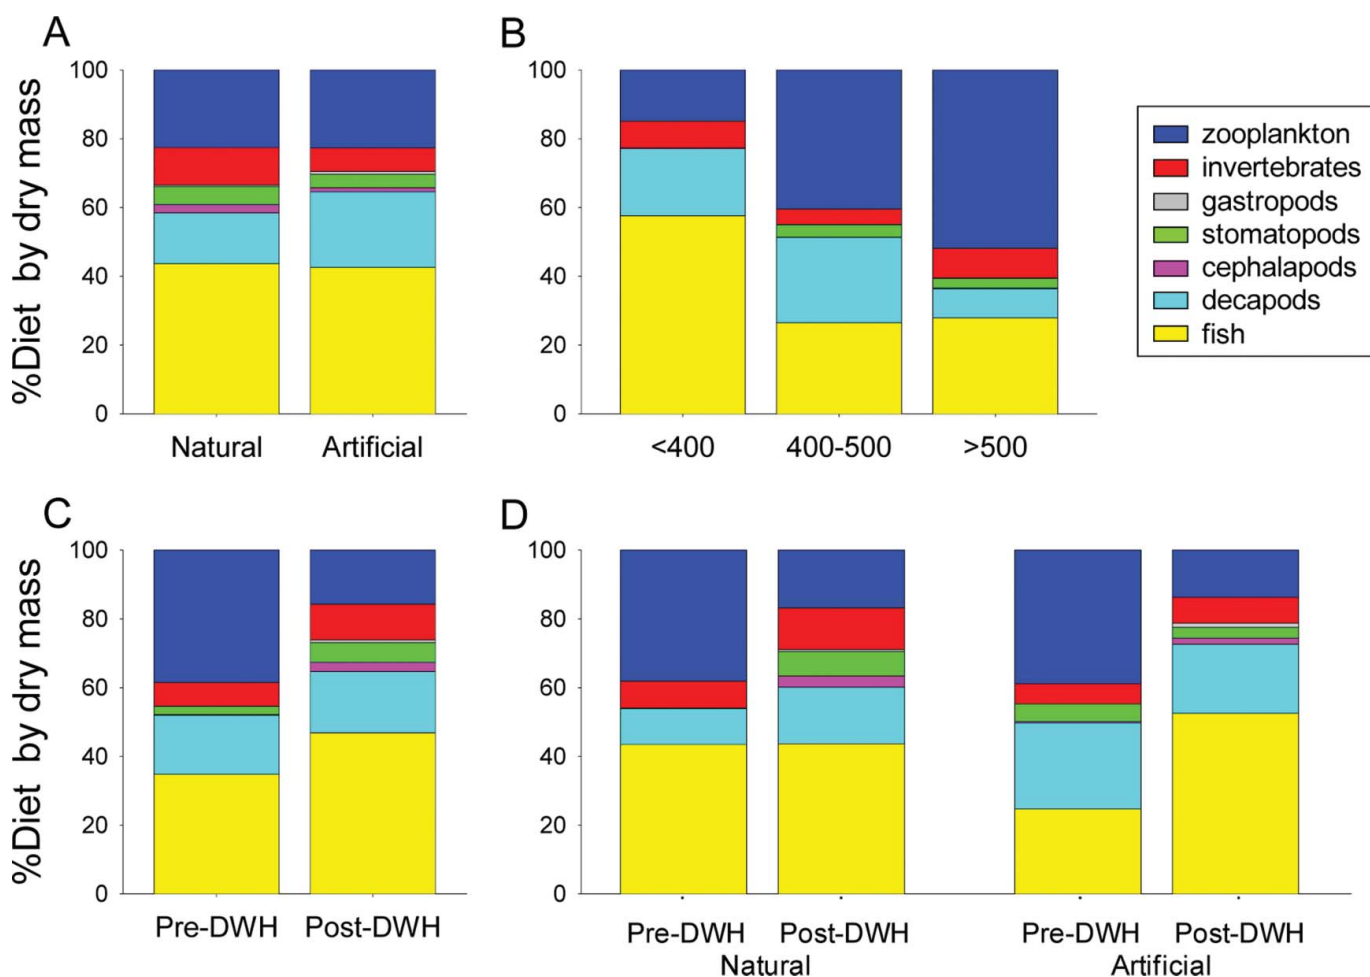 A
%Diet by dry mass
100
80
60
40
20
0
Natural Artificial
B
100
80
60
40
20
0
<400 400-500 >500
zooplankton
invertebrates
gastropods
stomatopods
cephalapods
decapods
fish
C
%Diet by dry mass
100
80
60
40
20
0
Pre-DWH Post-DWH
D
100
80
60
40
20
0
Pre-DWH Post-DWH Pre-DWH Post-DWH
Natural Artificial